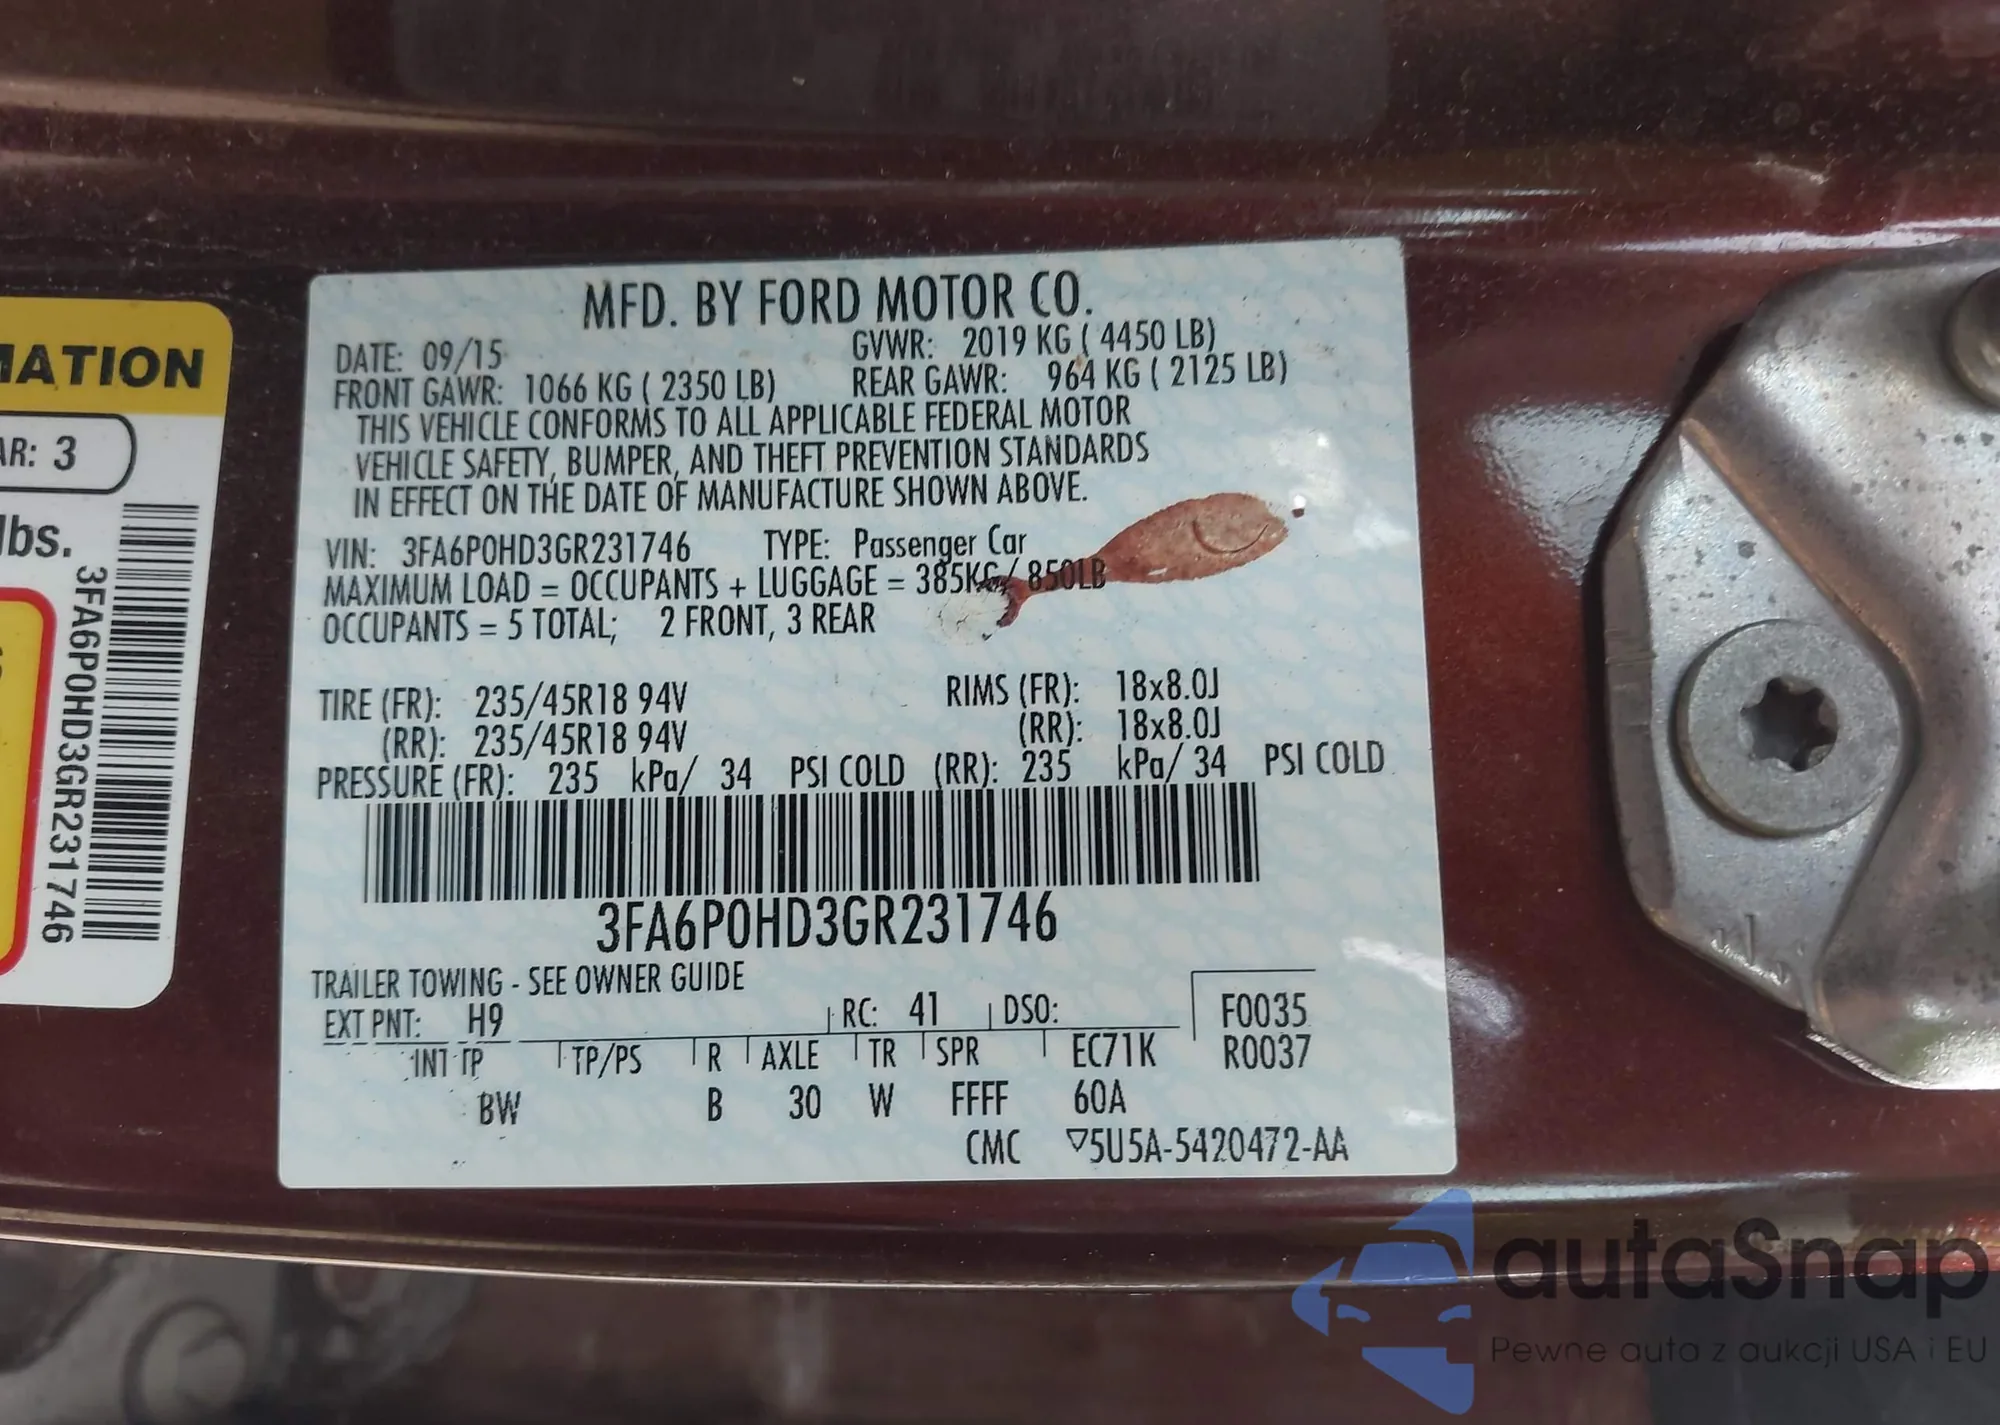 MATION
AR: 3
lbs.
3FA6P0HD3GR231746
MFD. BY FORD MOTOR CO.
DATE: 09/15 GVWR: 2019 KG ( 4450 LB)
FRONT GAWR: 1066 KG ( 2350 LB) REAR GAWR: 964 KG ( 2125 LB)
THIS VEHICLE CONFORMS TO ALL APPLICABLE FEDERAL MOTOR
VEHICLE SAFETY, BUMPER, AND THEFT PREVENTION STANDARDS
IN EFFECT ON THE DATE OF MANUFACTURE SHOWN ABOVE.
VIN: 3FA6P0HD3GR231746 TYPE: Passenger Car
MAXIMUM LOAD = OCCUPANTS + LUGGAGE = 385KG/ 850LB
OCCUPANTS = 5 TOTAL; 2 FRONT, 3 REAR
TIRE (FR): 235/45R18 94V RIMS (FR): 18x8.0J
(RR): 235/45R18 94V (RR): 18x8.0J
PRESSURE (FR): 235 kPa/ 34 PSI COLD (RR): 235 kPa/ 34 PSI COLD
3FA6P0HD3GR231746
TRAILER TOWING - SEE OWNER GUIDE
EXT PNT: H9 RC: 41 DSO: F0035
INT TP TP/PS R AXLE TR SPR EC71K R0037
BW B 30 W FFFF 60A
CMC ▽5U5A-5420472-AA
autaSnap
Pewne auta z aukcji USA i EU